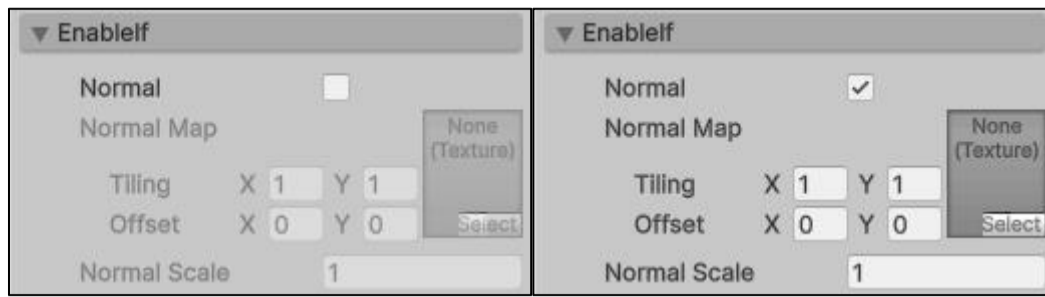 EnableIf
Normal
Normal Map
None
(Texture)
Tiling X 1 Y 1
Offset X 0 Y 0
Select
Normal Scale 1
EnableIf
Normal
Normal Map
None
(Texture)
Tiling X 1 Y 1
Offset X 0 Y 0
Select
Normal Scale 1